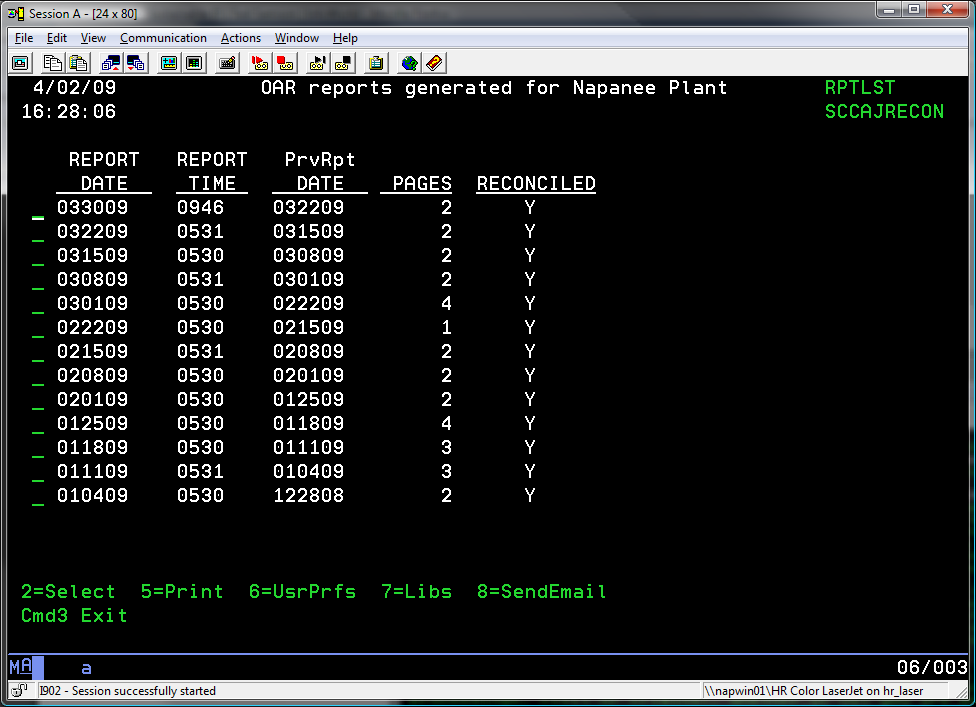 Session A - [24 x 80]
File Edit View Communication Actions Window Help
4/02/09 OAR reports generated for Napanee Plant RPTLST
16:28:06 SCCAJRECON
REPORT REPORT PrvRpt
DATE TIME DATE PAGES RECONCILED
_ 033009 0946 032209 2 Y
_ 032209 0531 031509 2 Y
_ 031509 0530 030809 2 Y
_ 030809 0531 030109 2 Y
_ 030109 0530 022209 4 Y
_ 022209 0530 021509 1 Y
_ 021509 0531 020809 2 Y
_ 020809 0530 020109 2 Y
_ 020109 0530 012509 2 Y
_ 012509 0530 011809 4 Y
_ 011809 0530 011109 3 Y
_ 011109 0531 010409 3 Y
_ 010409 0530 122808 2 Y
2=Select 5=Print 6=UsrPrfs 7=Libs 8=SendEmail
Cmd3 Exit
MA a 06/003
I902 - Session successfully started \\napwin01\HR Color LaserJet on hr_laser